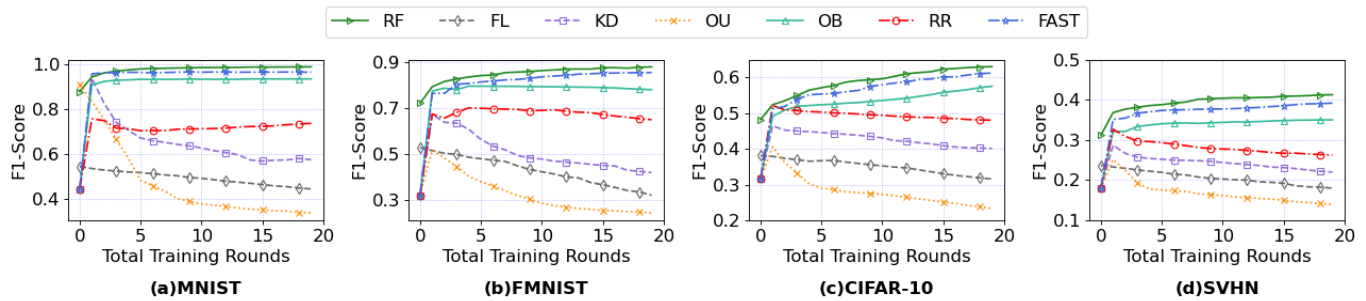 RF FL KD OU OB RR FAST
F1-Score
1.0
0.8
0.6
0.4
0 5 10 15 20
Total Training Rounds
(a)MNIST
F1-Score
0.9
0.7
0.5
0.3
0 5 10 15 20
Total Training Rounds
(b)FMNIST
F1-Score
0.6
0.5
0.4
0.3
0.2
0 5 10 15 20
Total Training Rounds
(c)CIFAR-10
F1-Score
0.5
0.4
0.3
0.2
0.1
0 5 10 15 20
Total Training Rounds
(d)SVHN